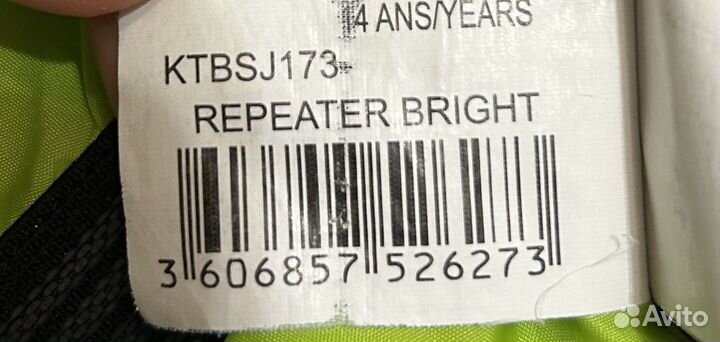 4 ANS/YEARS
KTBSJ173-
REPEATER BRIGHT
3 606857 526273
Avito